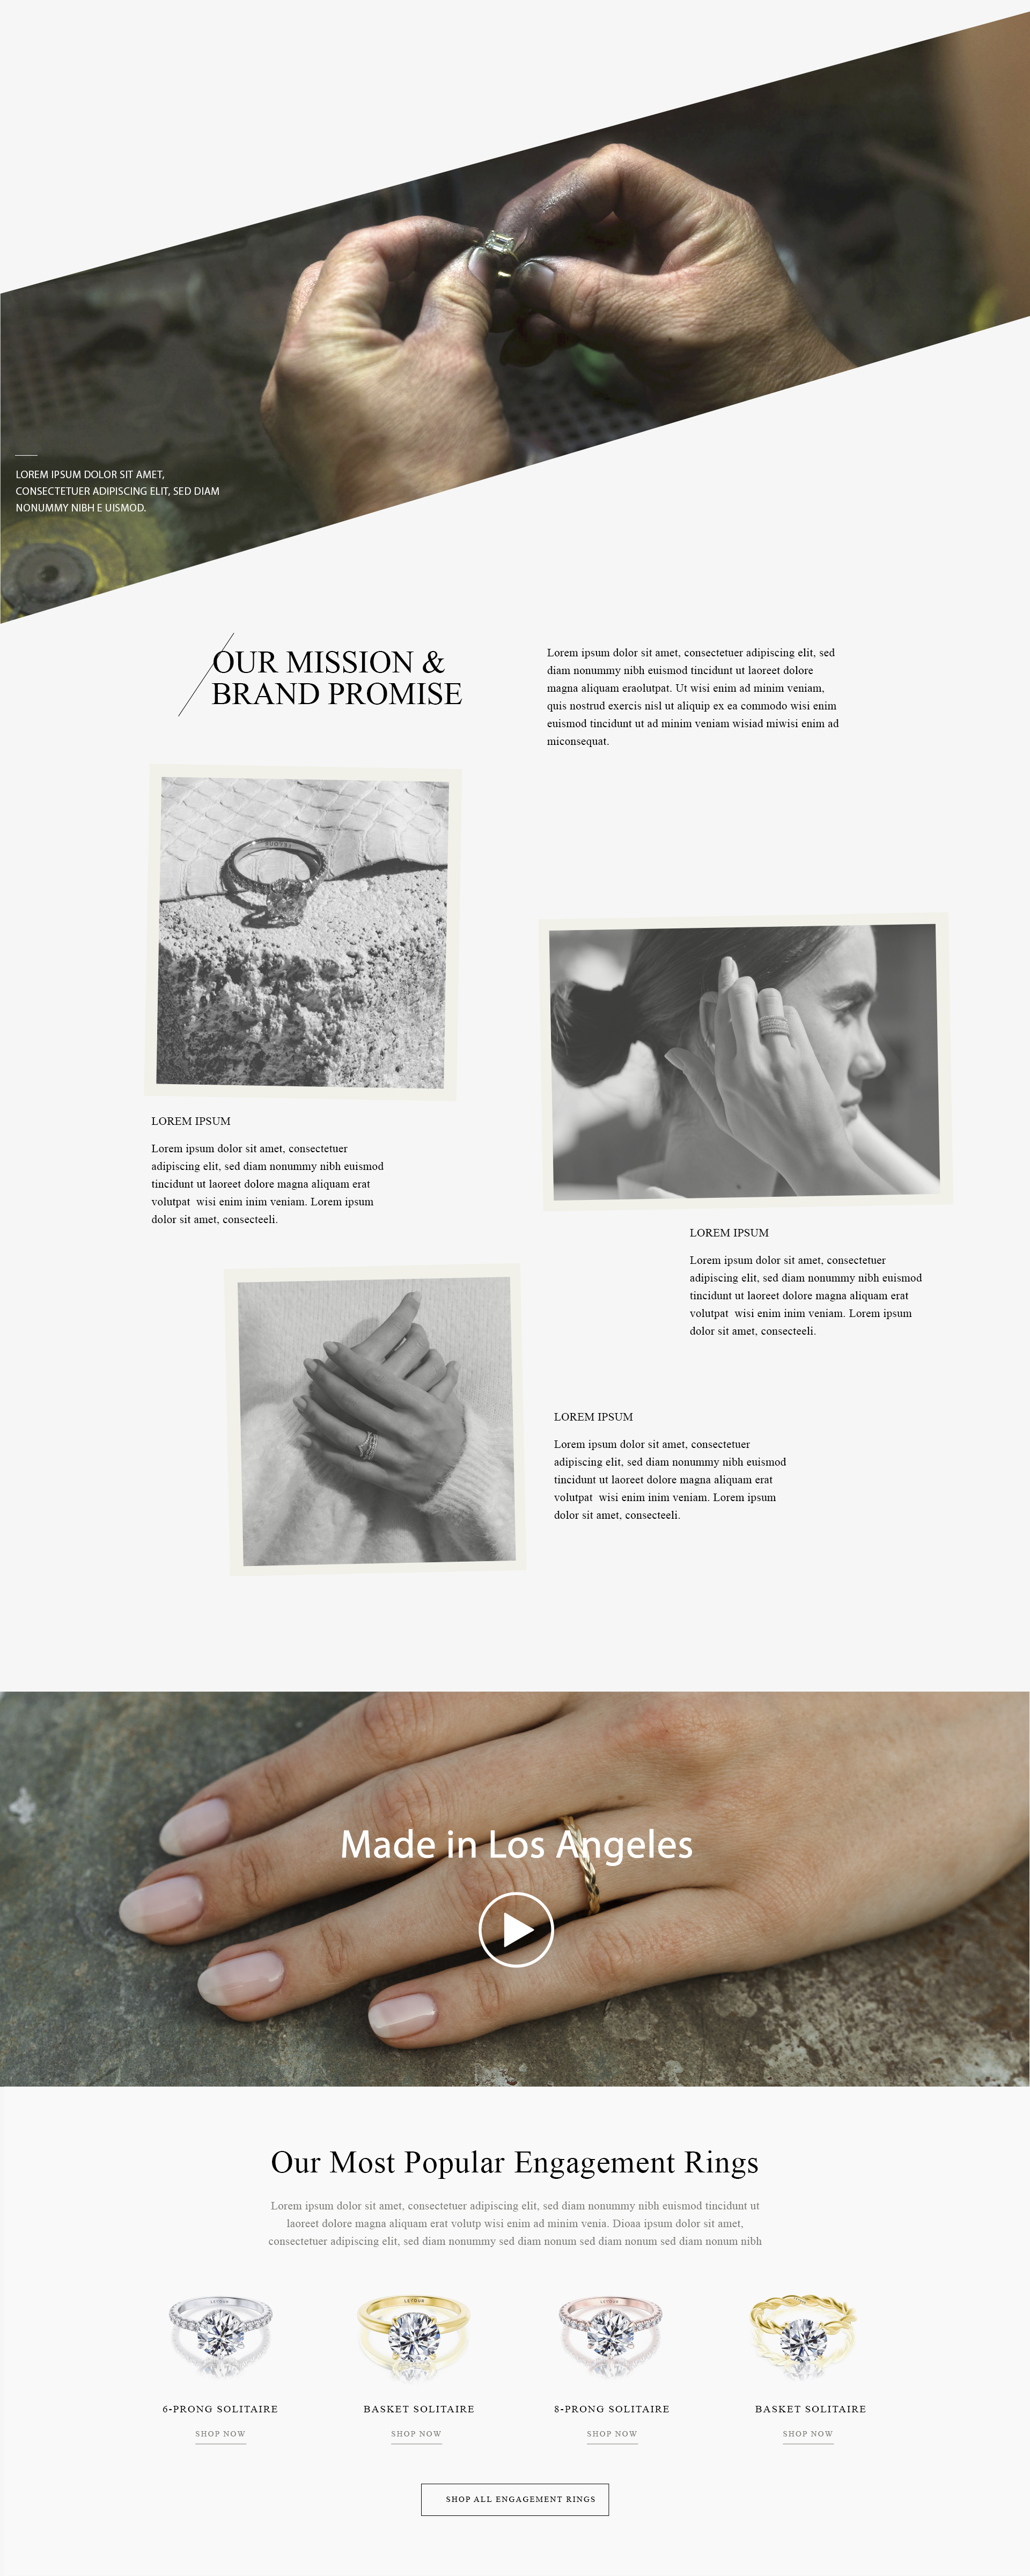 LOREM IPSUM DOLOR SIT AMET,
CONSECTETUER ADIPISCING ELIT, SED DIAM
NONUMMY NIBH E UISMOD.
OUR MISSION &
BRAND PROMISE
Lorem ipsum dolor sit amet, consectetuer adipiscing elit, sed
diam nonummy nibh euismod tincidunt ut laoreet dolore
magna aliquam eraolutpat. Ut wisi enim ad minim veniam,
quis nostrud exercis nisl ut aliquip ex ea commodo wisi enim
euismod tincidunt ut ad minim veniam wisiad miwisi enim ad
miconsequat.
LOREM IPSUM
Lorem ipsum dolor sit amet, consectetuer
adipiscing elit, sed diam nonummy nibh euismod
tincidunt ut laoreet dolore magna aliquam erat
volutpat  wisi enim inim veniam. Lorem ipsum
dolor sit amet, consecteeli.
LOREM IPSUM
Lorem ipsum dolor sit amet, consectetuer
adipiscing elit, sed diam nonummy nibh euismod
tincidunt ut laoreet dolore magna aliquam erat
volutpat  wisi enim inim veniam. Lorem ipsum
dolor sit amet, consecteeli.
LOREM IPSUM
Lorem ipsum dolor sit amet, consectetuer
adipiscing elit, sed diam nonummy nibh euismod
tincidunt ut laoreet dolore magna aliquam erat
volutpat  wisi enim inim veniam. Lorem ipsum
dolor sit amet, consecteeli.
Made in Los Angeles
Our Most Popular Engagement Rings
Lorem ipsum dolor sit amet, consectetuer adipiscing elit, sed diam nonummy nibh euismod tincidunt ut
laoreet dolore magna aliquam erat volutp wisi enim ad minim venia. Dioaa ipsum dolor sit amet,
consectetuer adipiscing elit, sed diam nonummy sed diam nonum sed diam nonum sed diam nonum nibh
6-PRONG SOLITAIRE
SHOP NOW
BASKET SOLITAIRE
SHOP NOW
8-PRONG SOLITAIRE
SHOP NOW
BASKET SOLITAIRE
SHOP NOW
SHOP ALL ENGAGEMENT RINGS